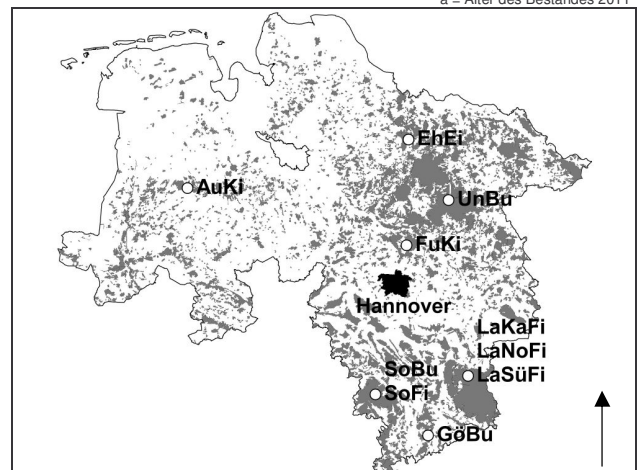 a = Alter des Bestandes 2011
EhEi
AuKi
UnBu
FuKi
Hannover
LaKaFi
LaNoFi
SoBu
LaSüFi
SoFi
GöBu